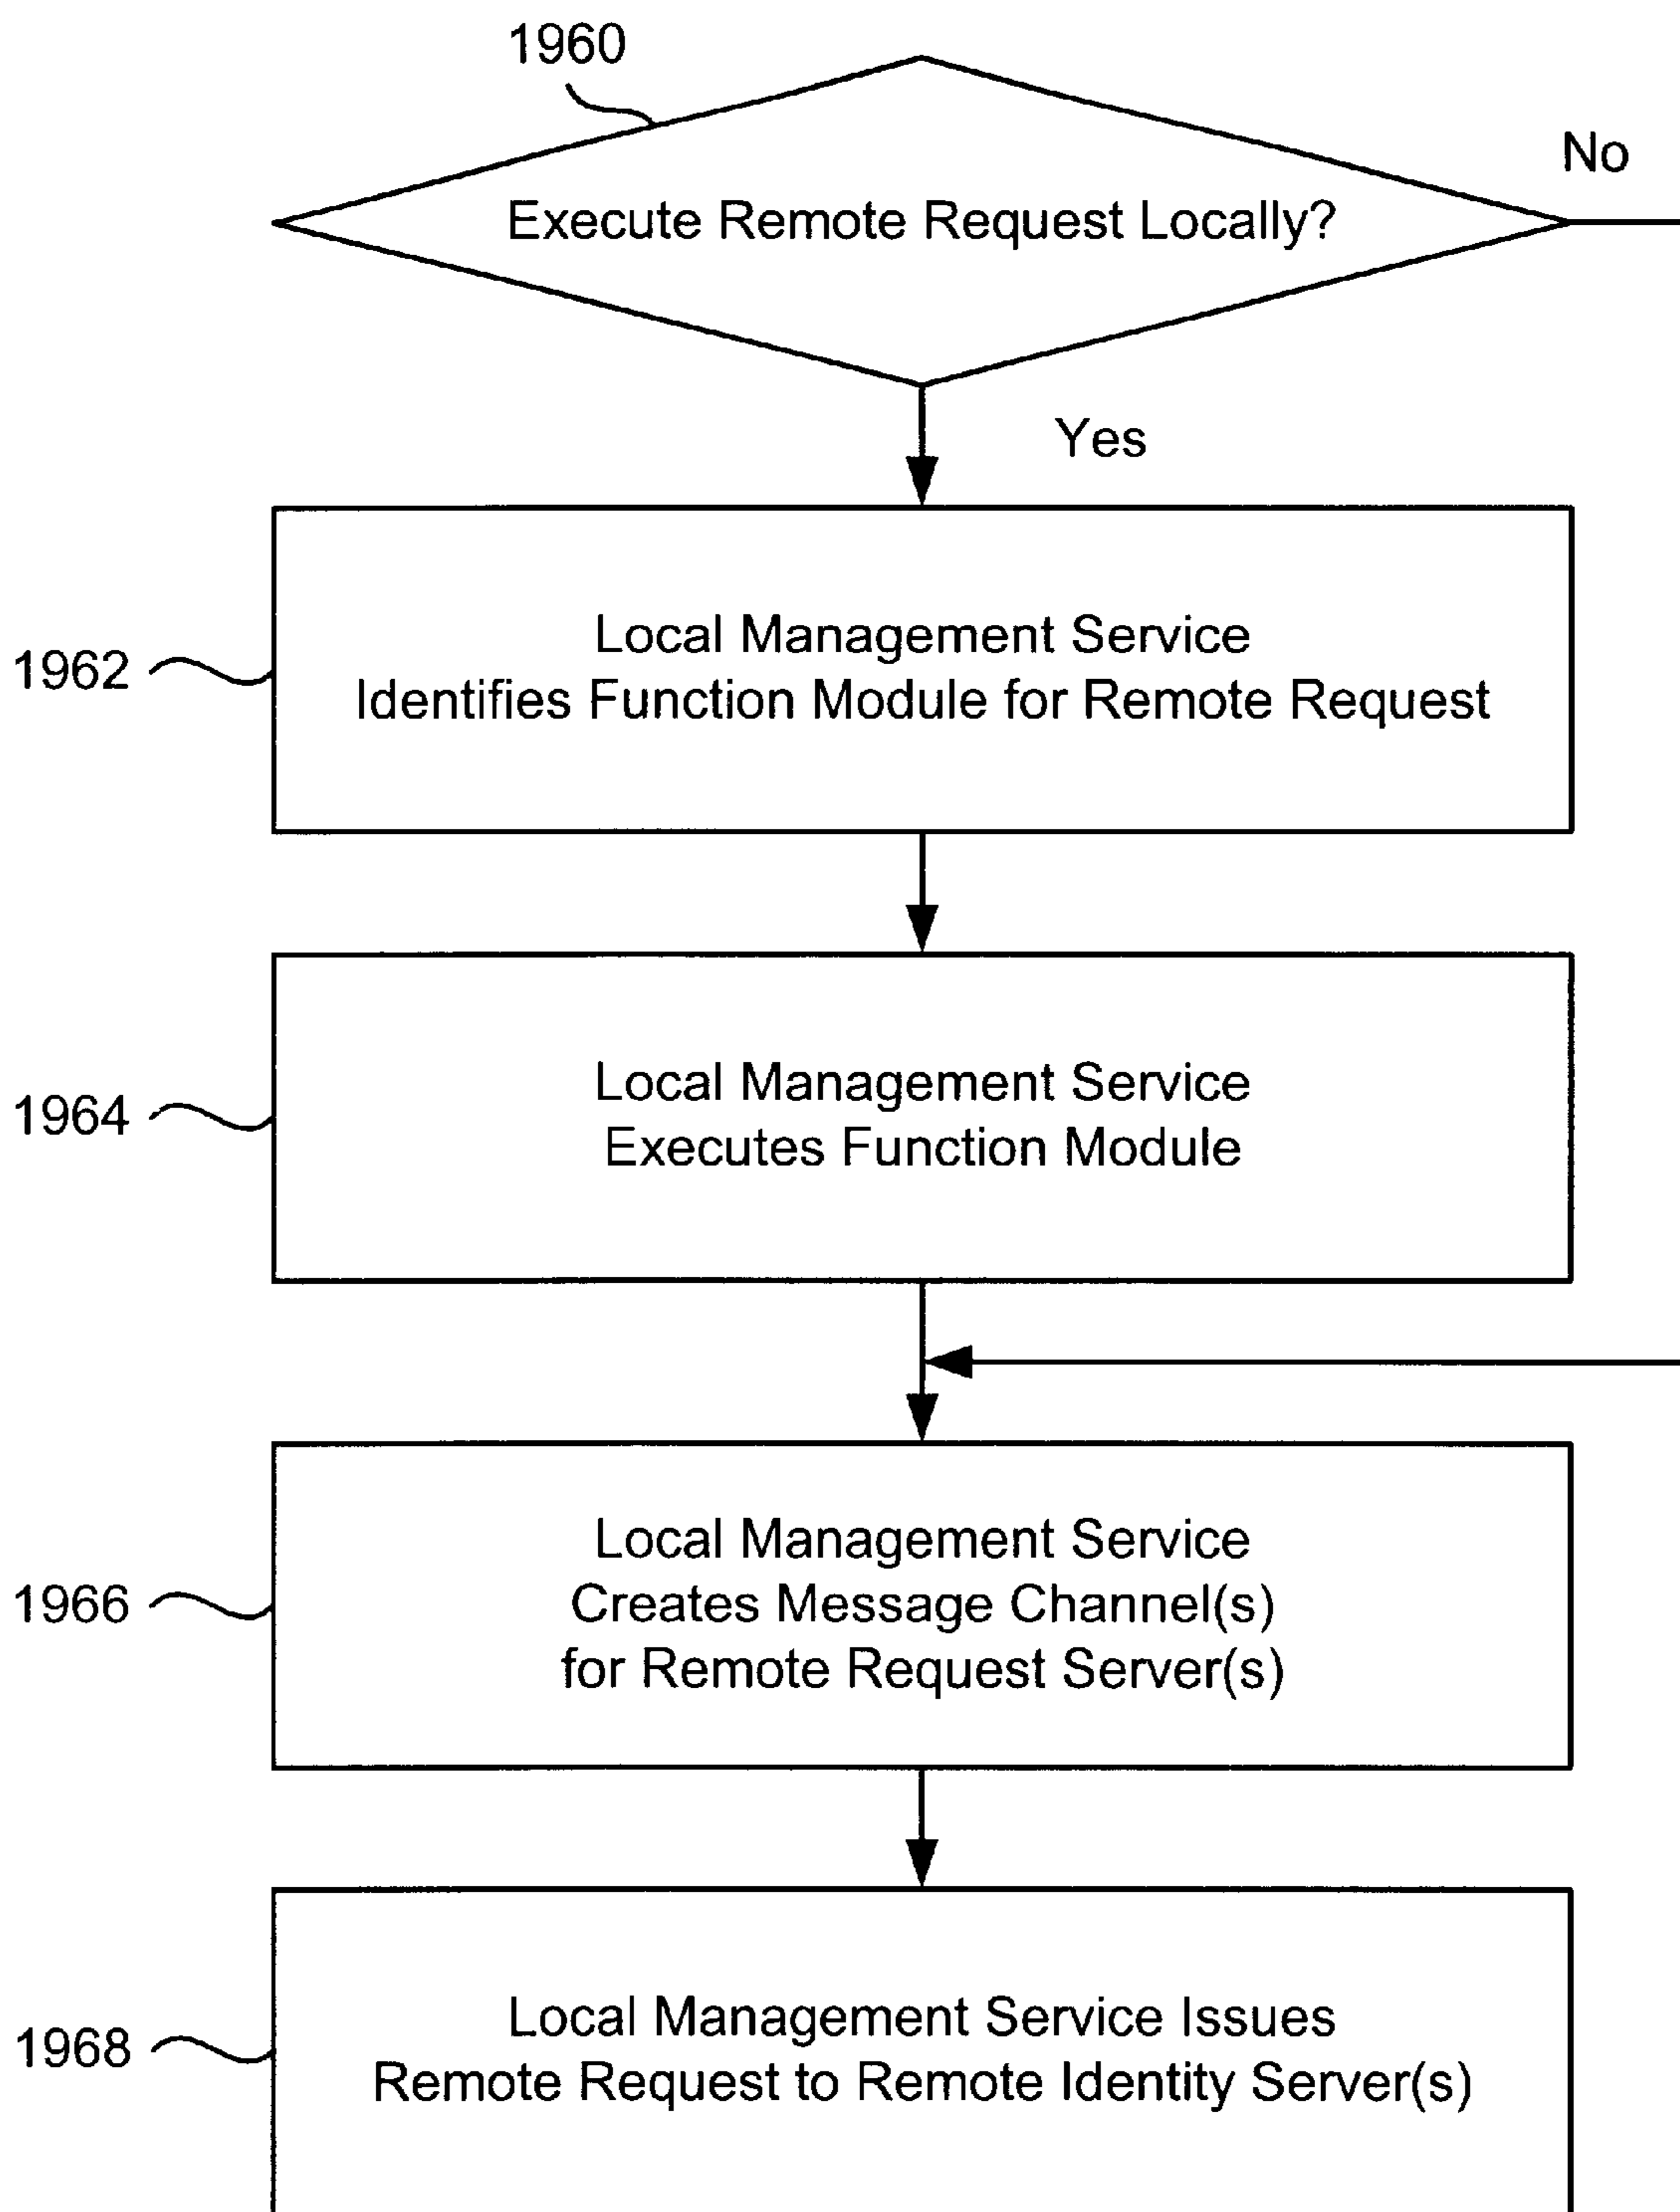 1960
No
Execute Remote Request Locally?
Yes
Local Management Service
Identifies Function Module for Remote Request
1962
Local Management Service
Executes Function Module
1964
Local Management Service
Creates Message Channel(s)
for Remote Request Server(s)
1966
Local Management Service Issues
Remote Request to Remote Identity Server(s)
1968